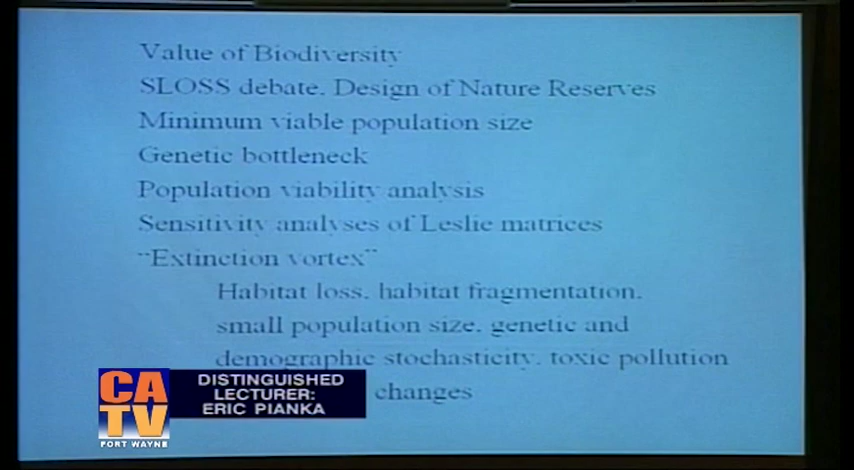 Value of Biodiversity
SLOSS debate. Design of Nature Reserves
Minimum viable population size
Genetic bottleneck
Population viability analysis
Sensitivity analyses of Leslie matrices
“Extinction vortex”
Habitat loss, habitat fragmentation,
small population size, genetic and
demographic stochasticity, toxic pollution
changes
CA
TV
FORT WAYNE
DISTINGUISHED
LECTURER:
ERIC PIANKA